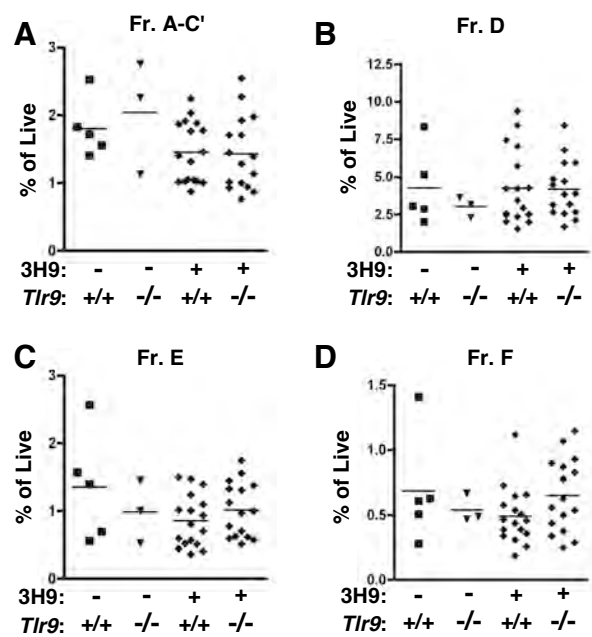 A
Fr. A-C'
% of Live
3
2
1
0
3H9: - - + +
Tlr9: +/+ -/- +/+ -/-
B
Fr. D
% of Live
12.5
10.0
7.5
5.0
2.5
0.0
3H9: - - + +
Tlr9: +/+ -/- +/+ -/-
C
Fr. E
% of Live
3
2
1
0
3H9: - - + +
Tlr9: +/+ -/- +/+ -/-
D
Fr. F
% of Live
1.5
1.0
0.5
0.0
3H9: - - + +
Tlr9: +/+ -/- +/+ -/-